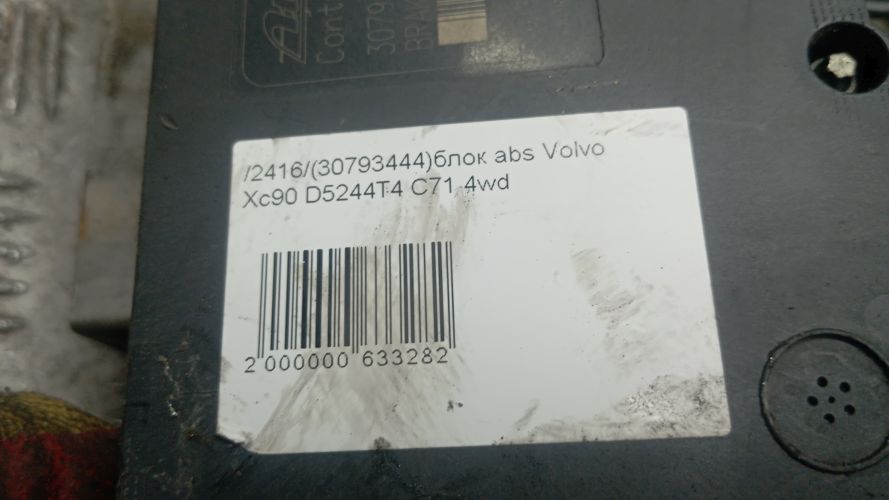 /2416/(30793444)блок abs Volvo
Xc90 D5244T4 C71 4wd
2 000000 633282